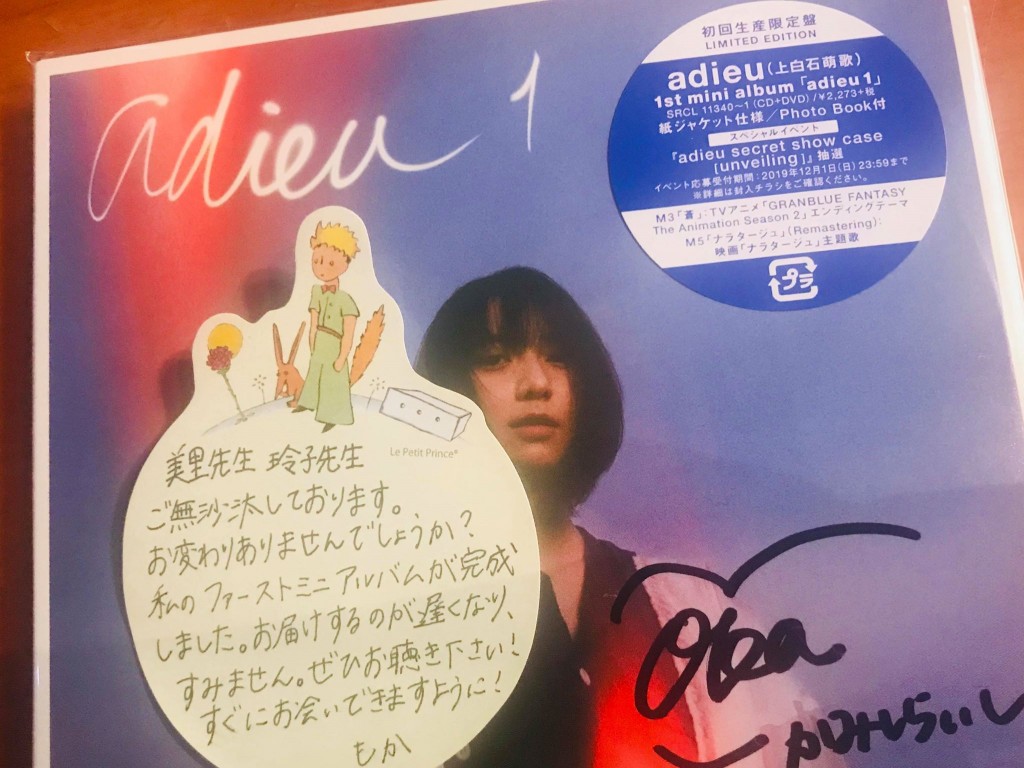 adieu 1
初回生産限定盤
LIMITED EDITION
adieu(上白石萌歌)
1st mini album「adieu 1」
SRCL 11340~1 (CD+DVD) /¥2,273+税
紙ジャケット仕様/Photo Book付
スペシャルイベント
『adieu secret show case
[unveiling]』抽選
イベント応募受付期間:2019年12月1日(日)23:59まで
※詳細は封入チラシをご確認ください。
M3「蒼」:TVアニメ「GRANBLUE FANTASY
The Animation Season 2」エンディングテーマ
M5「ナラタージュ」(Remastering):
映画「ナラタージュ」主題歌
プラ
Le Petit Prince®
美里先生 玲子先生
ご無沙汰しております。
お変わりありませんでしょうか?
私のファーストミニアルバムが完成
しました。お届けするのが遅くなり、
すみません。ぜひお聴き下さい!
すぐにお会いできますように!
もか
かみしらいし